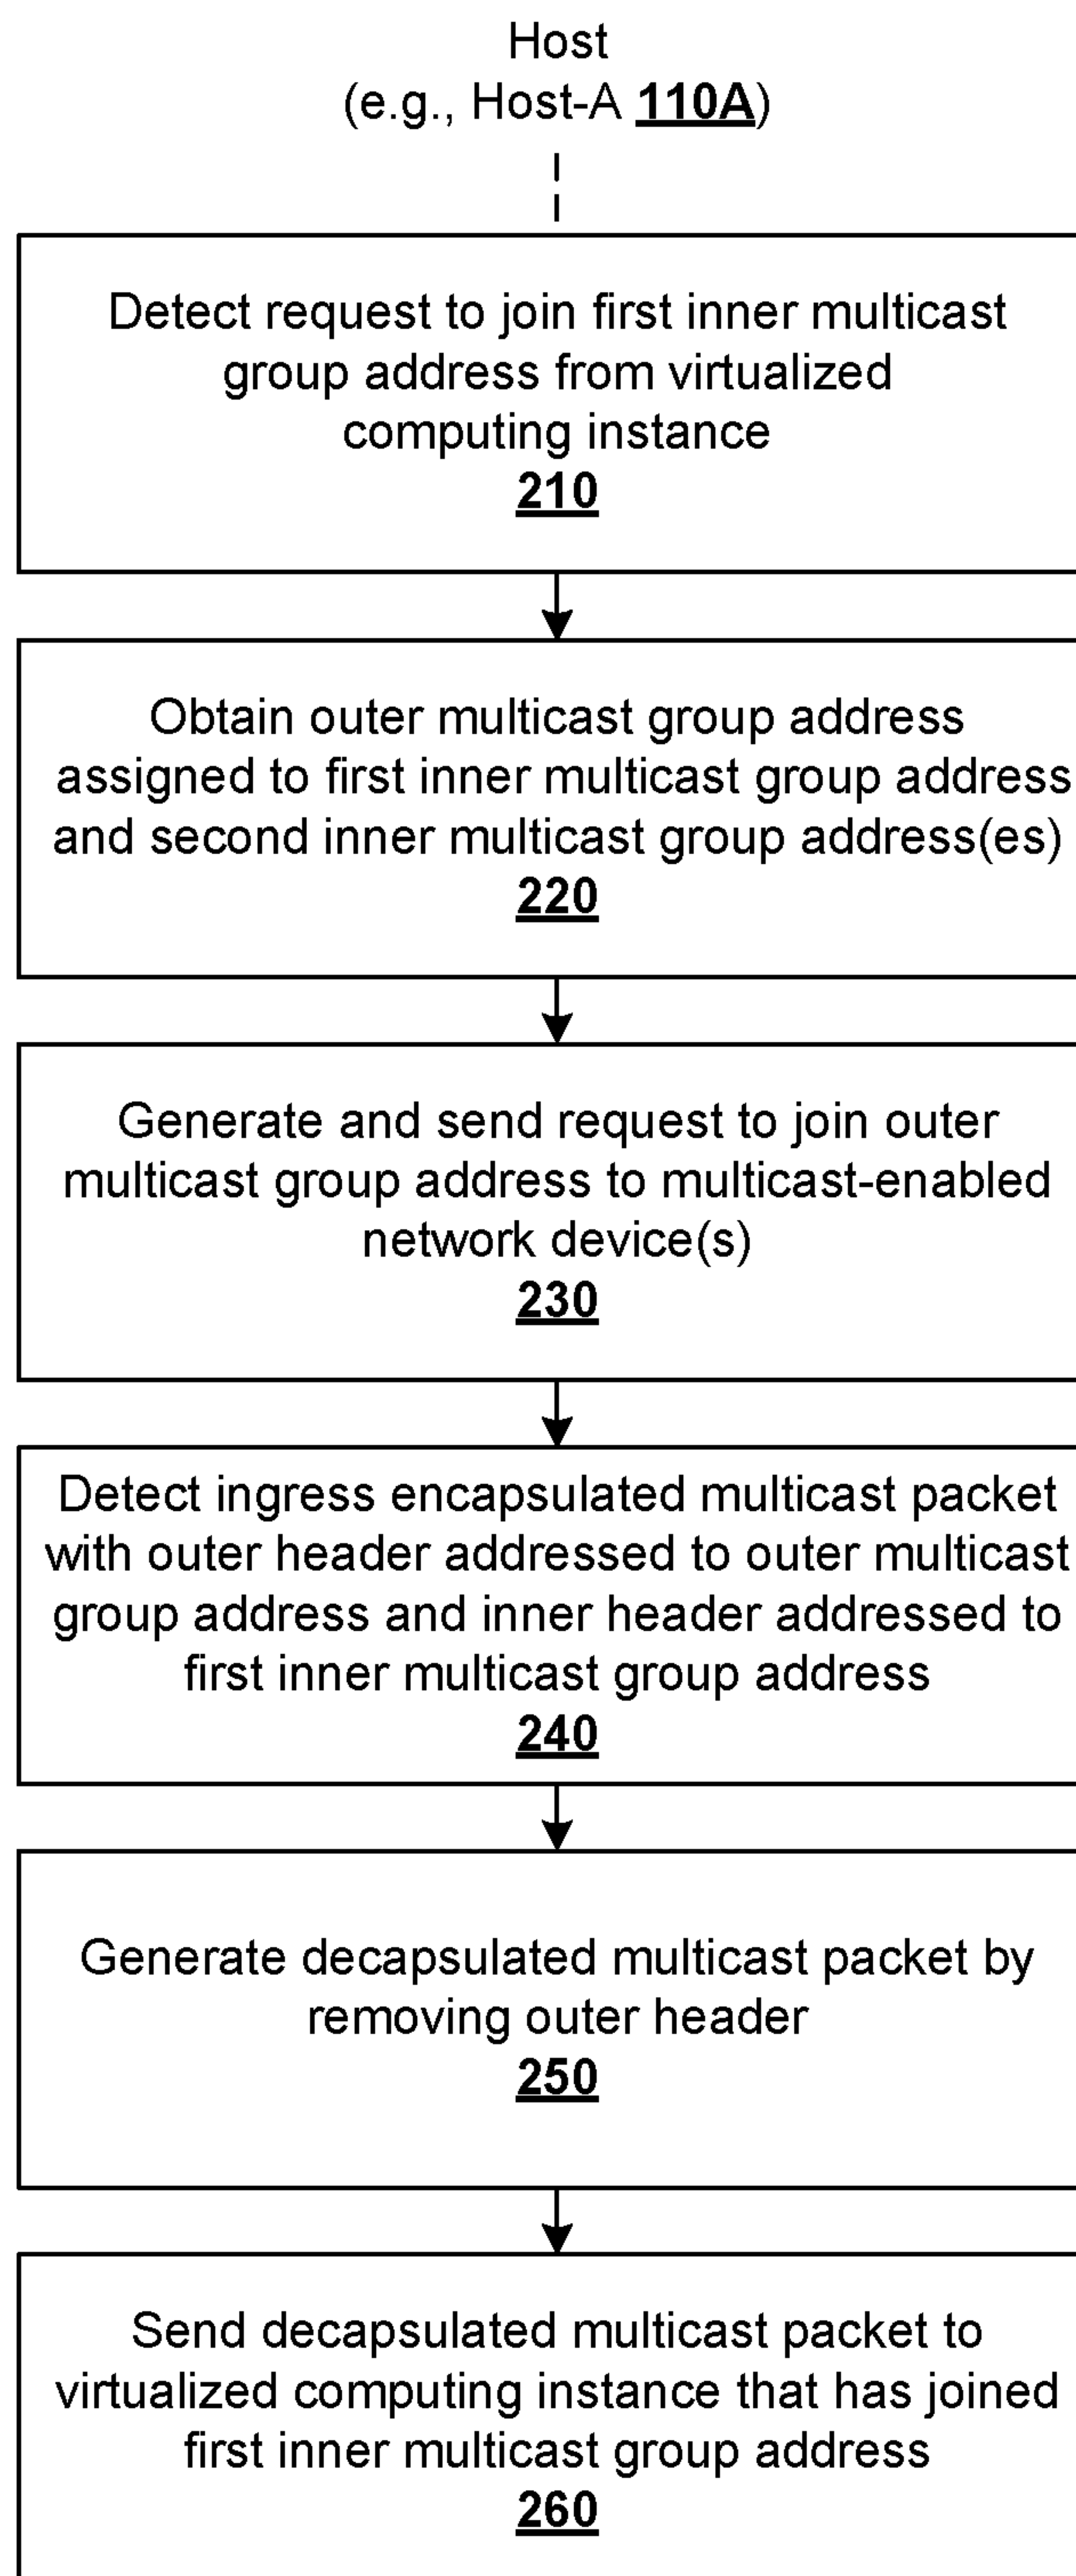 Host
(e.g., Host-A 110A)
Detect request to join first inner multicast
group address from virtualized
computing instance
210
Obtain outer multicast group address
assigned to first inner multicast group address
and second inner multicast group address(es)
220
Generate and send request to join outer
multicast group address to multicast-enabled
network device(s)
230
Detect ingress encapsulated multicast packet
with outer header addressed to outer multicast
group address and inner header addressed to
first inner multicast group address
240
Generate decapsulated multicast packet by
removing outer header
250
Send decapsulated multicast packet to
virtualized computing instance that has joined
first inner multicast group address
260